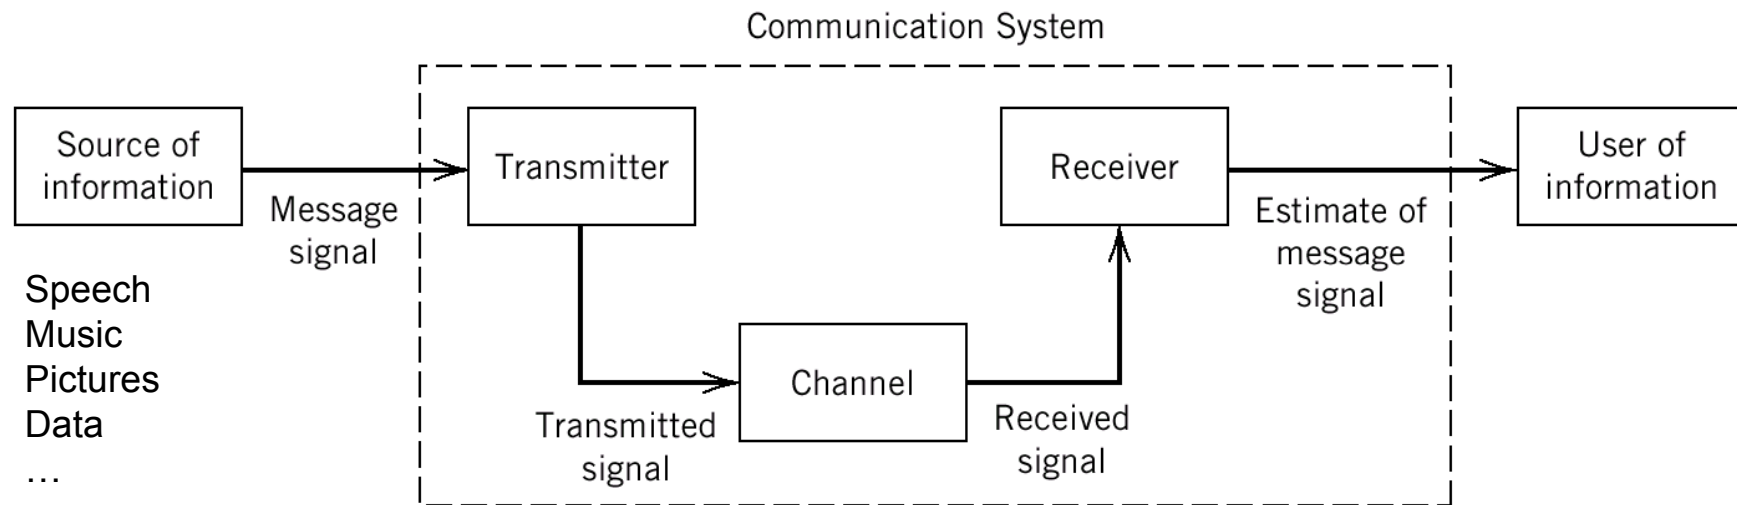 Communication System
Source of
information
Message
signal
Transmitter
Transmitted
signal
Channel
Received
signal
Receiver
Estimate of
message
signal
User of
information
Speech
Music
Pictures
Data
…